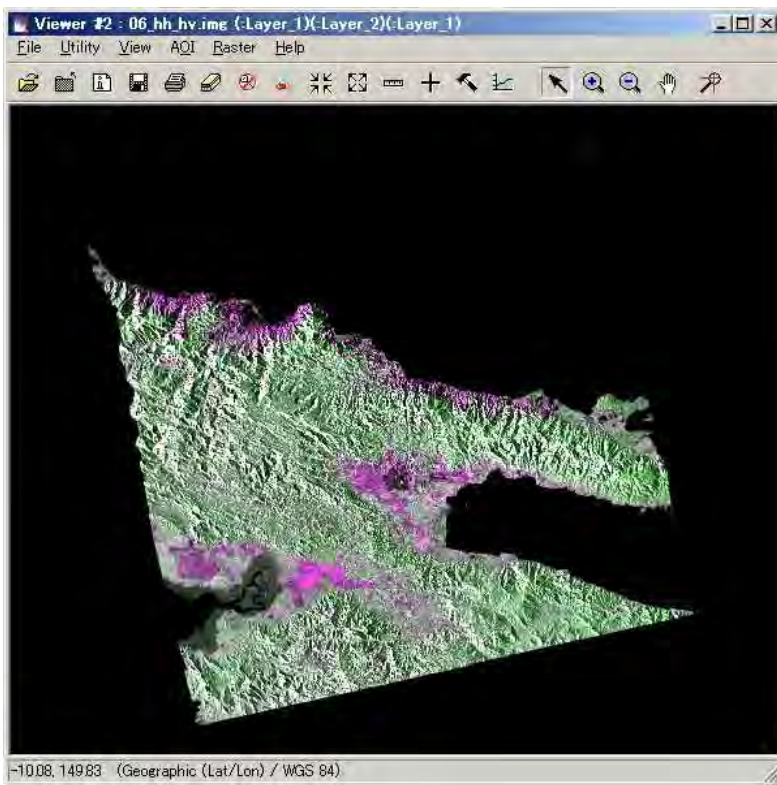 Viewer #2 : 06_hh_hv.img (:Layer_1)(:Layer_2)(:Layer_1)
File Utility View AOI Raster Help
-10.08, 149.83 (Geographic (Lat/Lon) / WGS 84)